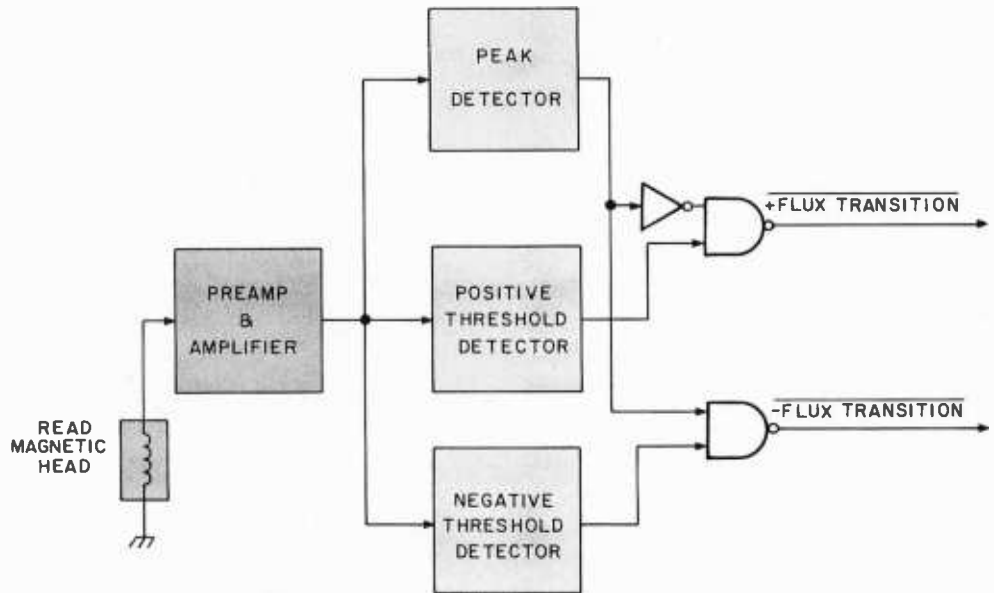 PEAK
DETECTOR
+FLUX TRANSITION
PREAMP
&
AMPLIFIER
POSITIVE
THRESHOLD
DETECTOR
-FLUX TRANSITION
READ
MAGNETIC
HEAD
NEGATIVE
THRESHOLD
DETECTOR